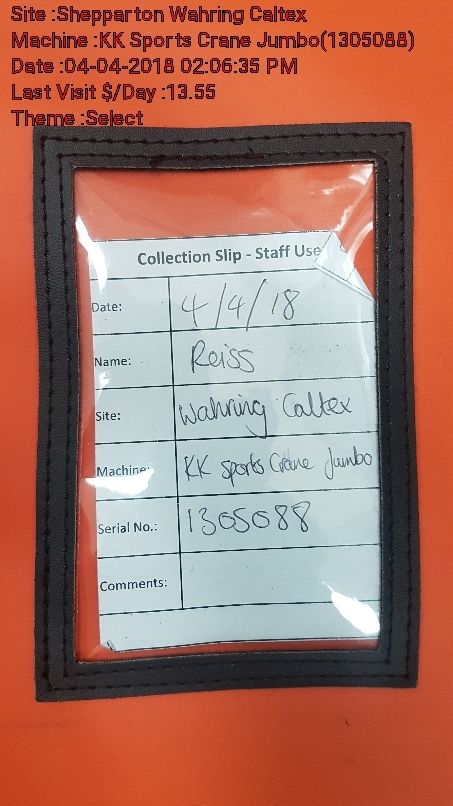 Site :Shepparton Wahring Caltex
Machine :KK Sports Crane Jumbo(1305088)
Date :04-04-2018 02:06:35 PM
Last Visit $/Day :13.55
Theme :Select
Collection Slip - Staff Use
Date: 4/4/18
Name: Reiss
Site: Wahring Caltex
Machine: KK Sports Crane Jumbo
Serial No.: 1305088
Comments: